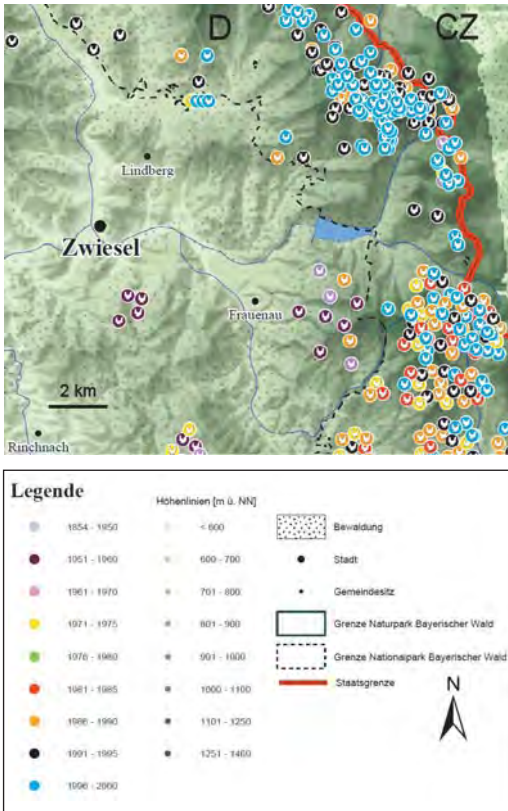 D
CZ
Lindberg
Zwiesel
Frauenau
2 km
Rinchnach
Legende
Höhenlinien [m ü. NN]
1854 - 1950
< 600
Bewaldung
1951 - 1960
600 - 700
Stadt
1961 - 1970
701 - 800
Gemeindesitz
1971 - 1975
801 - 900
Grenze Naturpark Bayerischer Wald
1976 - 1980
901 - 1000
Grenze Nationalpark Bayerischer Wald
1981 - 1985
1000 - 1100
Staatsgrenze
1986 - 1990
1101 - 1250
N
1991 - 1995
1251 - 1460
1996 - 2000